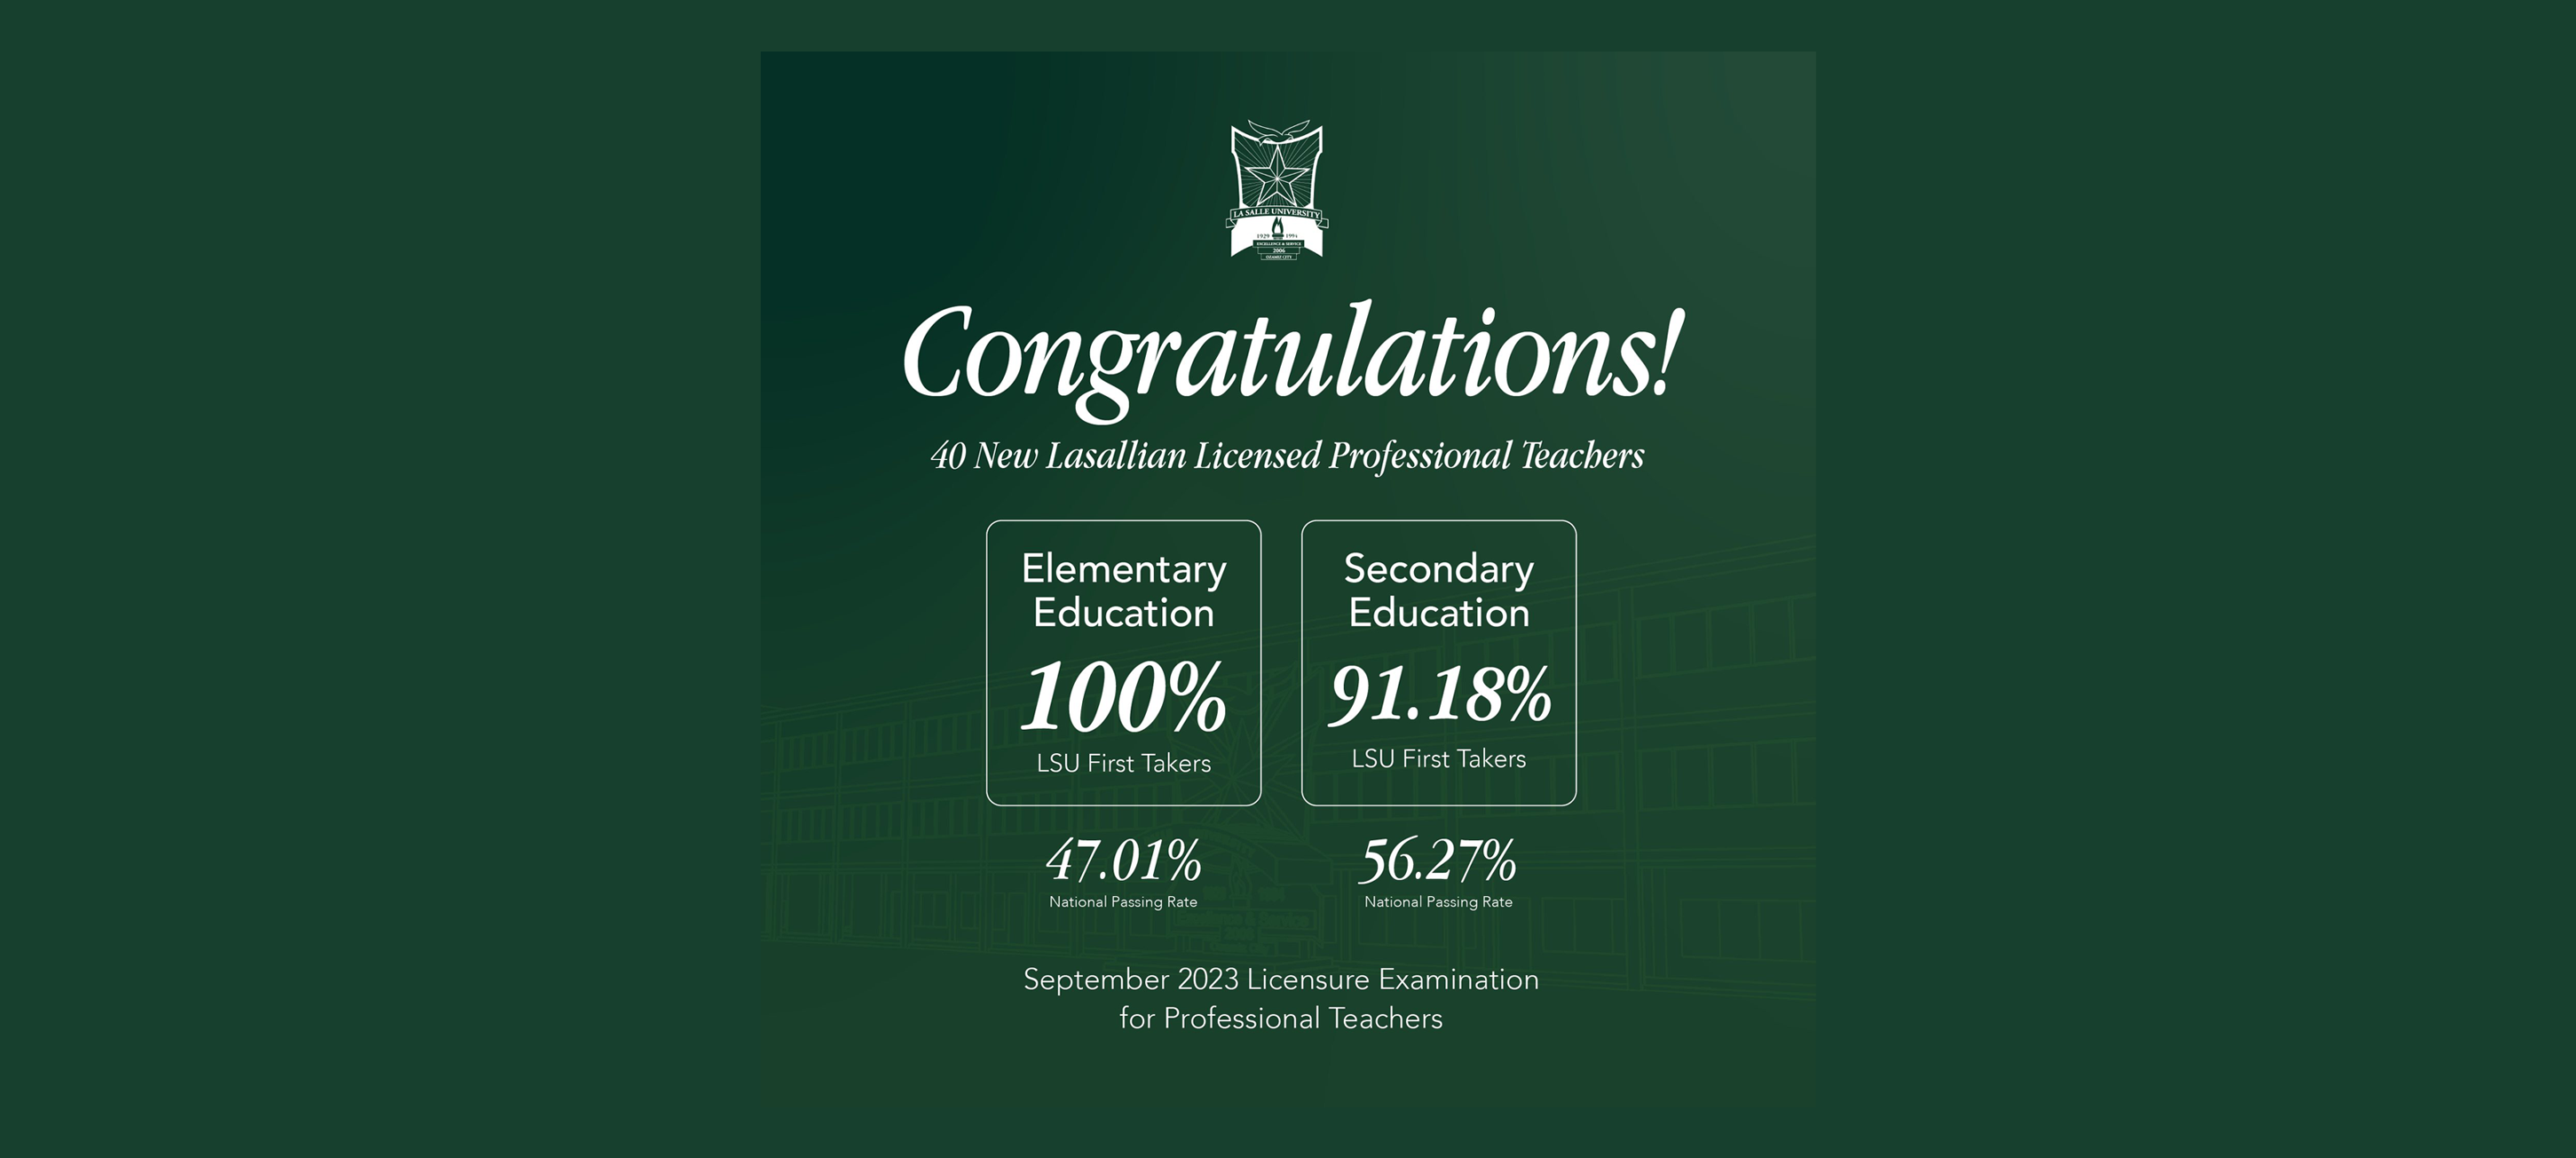 LA SALLE UNIVERSITY
1929 1994
EXCELLENCE & SERVICE
2006
OZAMIZ CITY
Congratulations!
40 New Lasallian Licensed Professional Teachers
Elementary
Education
100%
LSU First Takers
47.01%
National Passing Rate
Secondary
Education
91.18%
LSU First Takers
56.27%
National Passing Rate
September 2023 Licensure Examination
for Professional Teachers